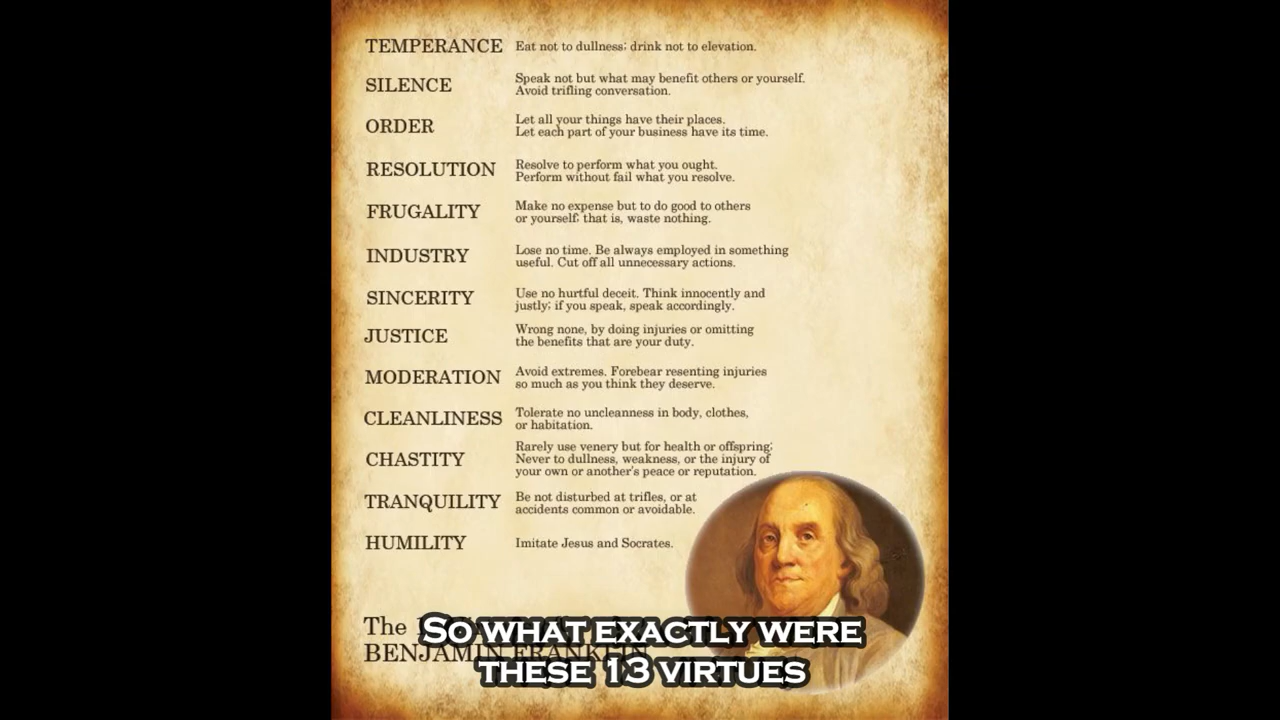 TEMPERANCE Eat not to dullness; drink not to elevation.
SILENCE Speak not but what may benefit others or yourself.
Avoid trifling conversation.
ORDER Let all your things have their places.
Let each part of your business have its time.
RESOLUTION Resolve to perform what you ought.
Perform without fail what you resolve.
FRUGALITY Make no expense but to do good to others
or yourself; that is, waste nothing.
INDUSTRY Lose no time. Be always employed in something
useful. Cut off all unnecessary actions.
SINCERITY Use no hurtful deceit. Think innocently and
justly; if you speak, speak accordingly.
JUSTICE Wrong none, by doing injuries or omitting
the benefits that are your duty.
MODERATION Avoid extremes. Forebear resenting injuries
so much as you think they deserve.
CLEANLINESS Tolerate no uncleanness in body, clothes,
or habitation.
CHASTITY Rarely use venery but for health or offspring;
Never to dullness, weakness, or the injury of
your own or another's peace or reputation.
TRANQUILITY Be not disturbed at trifles, or at
accidents common or avoidable.
HUMILITY Imitate Jesus and Socrates.
The
BENJAMIN FRANKLIN
SO WHAT EXACTLY WERE
THESE 13 VIRTUES